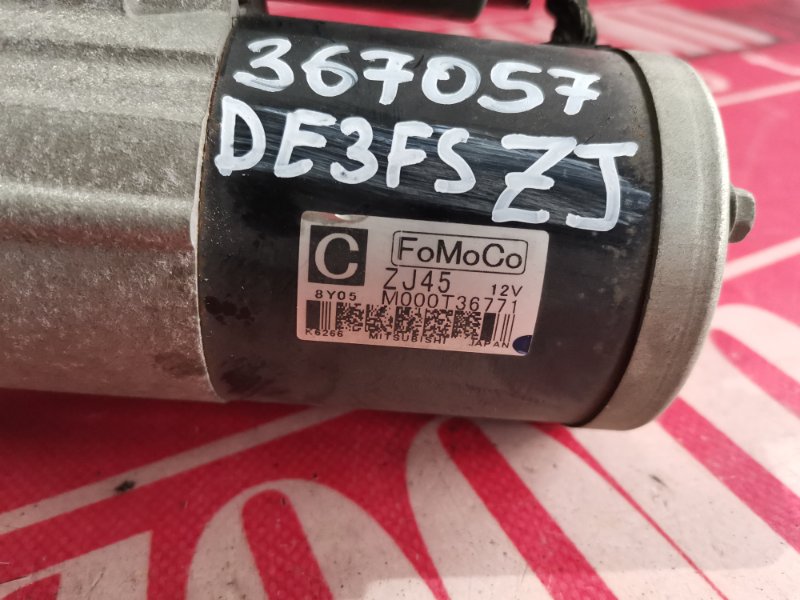 367057
DE3FS ZJ
C FoMoCo
ZJ45 12V
8Y05 M000T36771
K6266 MITSUBISHI JAPAN